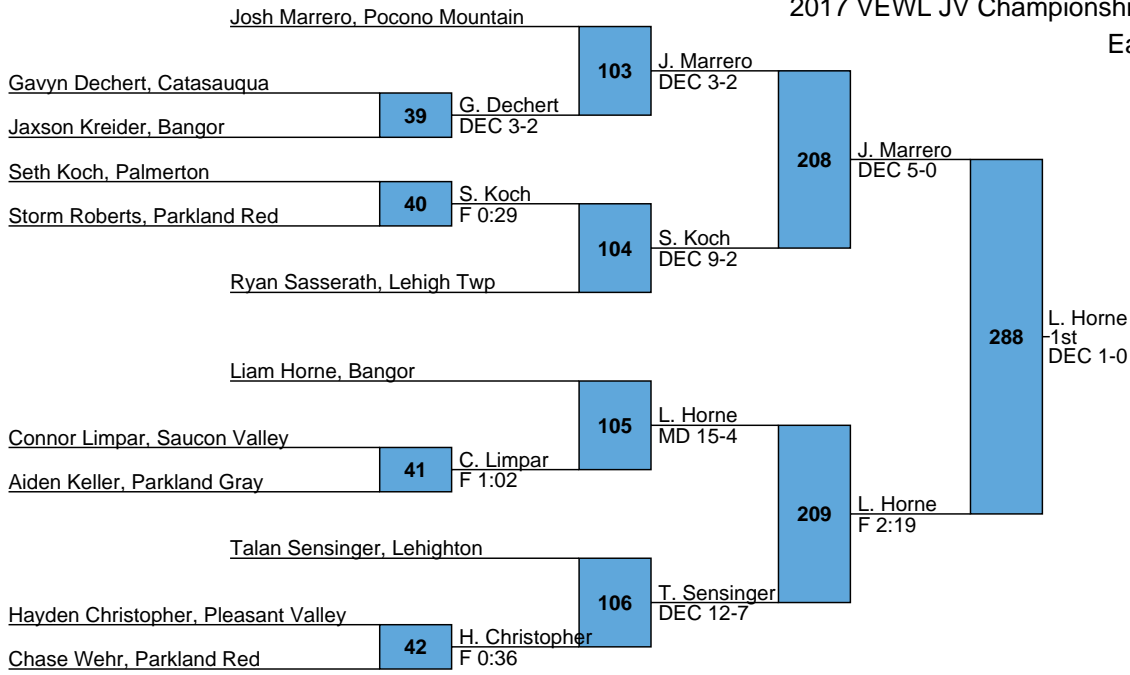 2017 VEWL JV Championshi
Ea
Josh Marrero, Pocono Mountain
103
J. Marrero
DEC 3-2
Gavyn Dechert, Catasauqua
39
G. Dechert
DEC 3-2
Jaxson Kreider, Bangor
208
J. Marrero
DEC 5-0
Seth Koch, Palmerton
40
S. Koch
F 0:29
Storm Roberts, Parkland Red
104
S. Koch
DEC 9-2
Ryan Sasserath, Lehigh Twp
288
L. Horne
1st
DEC 1-0
Liam Horne, Bangor
105
L. Horne
MD 15-4
Connor Limpar, Saucon Valley
41
C. Limpar
F 1:02
Aiden Keller, Parkland Gray
209
L. Horne
F 2:19
Talan Sensinger, Lehighton
106
T. Sensinger
DEC 12-7
Hayden Christopher, Pleasant Valley
42
H. Christopher
F 0:36
Chase Wehr, Parkland Red